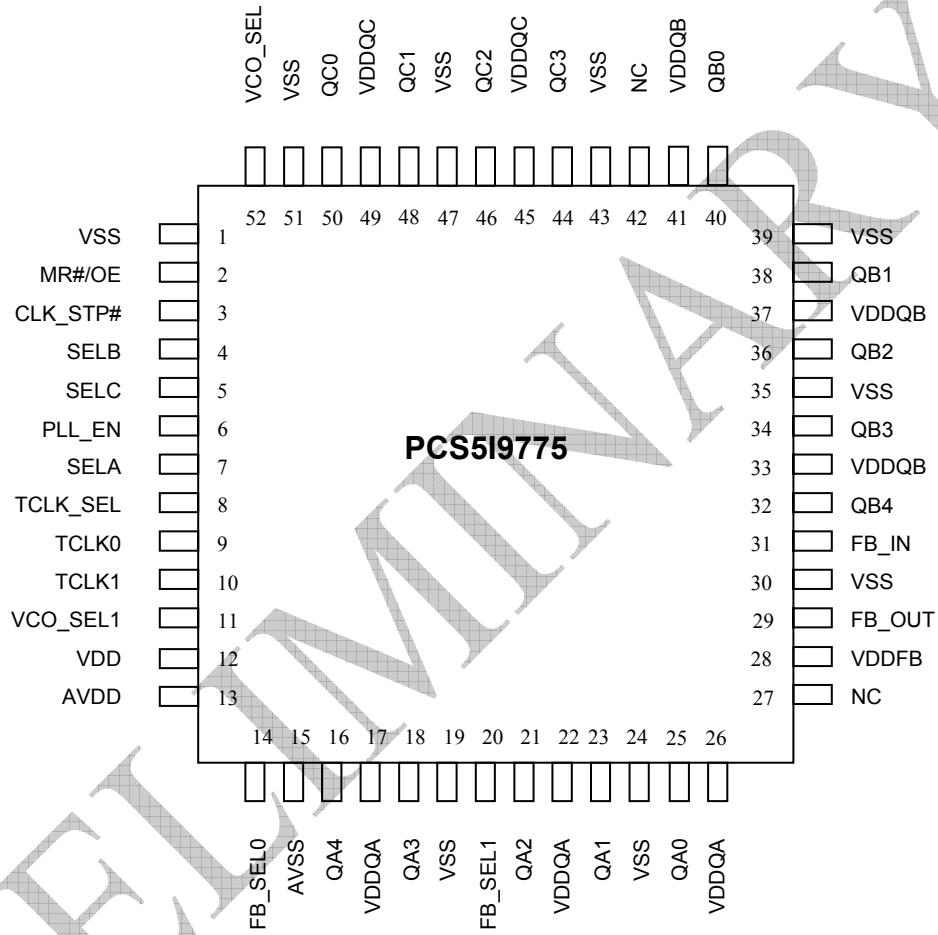 VCO_SEL
VSS
QC0
VDDQC
QC1
VSS
QC2
VDDQC
QC3
VSS
NC
VDDQB
QB0
52 51 50 49 48 47 46 45 44 43 42 41 40
VSS 1 39 VSS
MR#/OE 2 38 QB1
CLK_STP# 3 37 VDDQB
SELB 4 36 QB2
SELC 5 35 VSS
PLL_EN 6 34 QB3
PCS5I9775
SELA 7 33 VDDQB
TCLK_SEL 8 32 QB4
TCLK0 9 31 FB_IN
TCLK1 10 30 VSS
VCO_SEL1 11 29 FB_OUT
VDD 12 28 VDDFB
AVDD 13 27 NC
14 15 16 17 18 19 20 21 22 23 24 25 26
FB_SEL0
AVSS
QA4
VDDQA
QA3
VSS
FB_SEL1
QA2
VDDQA
QA1
VSS
QA0
VDDQA
ELIMINARY